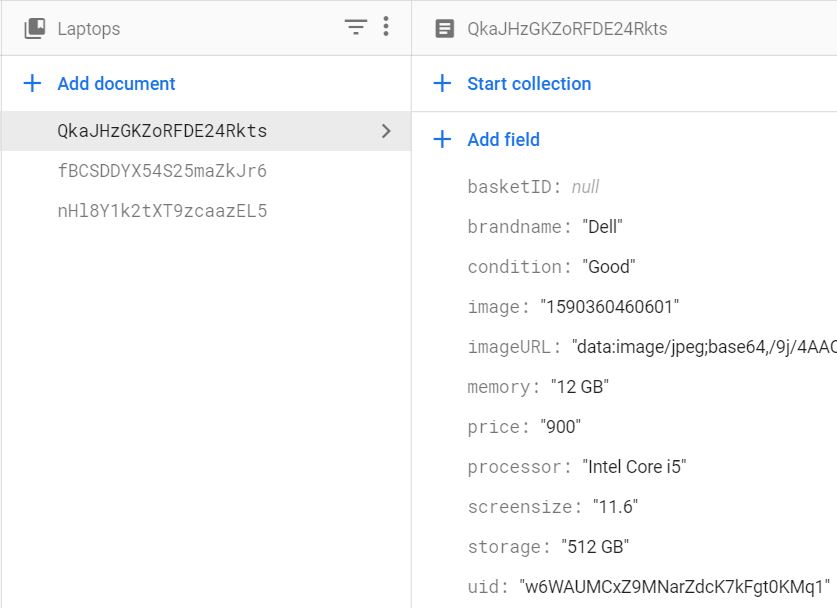 Laptops
QkaJHzGKZoRFDE24Rkts
Add document
Start collection
QkaJHzGKZoRFDE24Rkts
fBCSDDYX54S25maZkJr6
nHl8Y1k2tXT9zcaazEL5
Add field
basketID: null
brandname: "Dell"
condition: "Good"
image: "1590360460601"
imageURL: "data:image/jpeg;base64,/9j/4AAC
memory: "12 GB"
price: "900"
processor: "Intel Core i5"
screensize: "11.6"
storage: "512 GB"
uid: "w6WAUMCxZ9MNarZdcK7kFgt0KMq1"